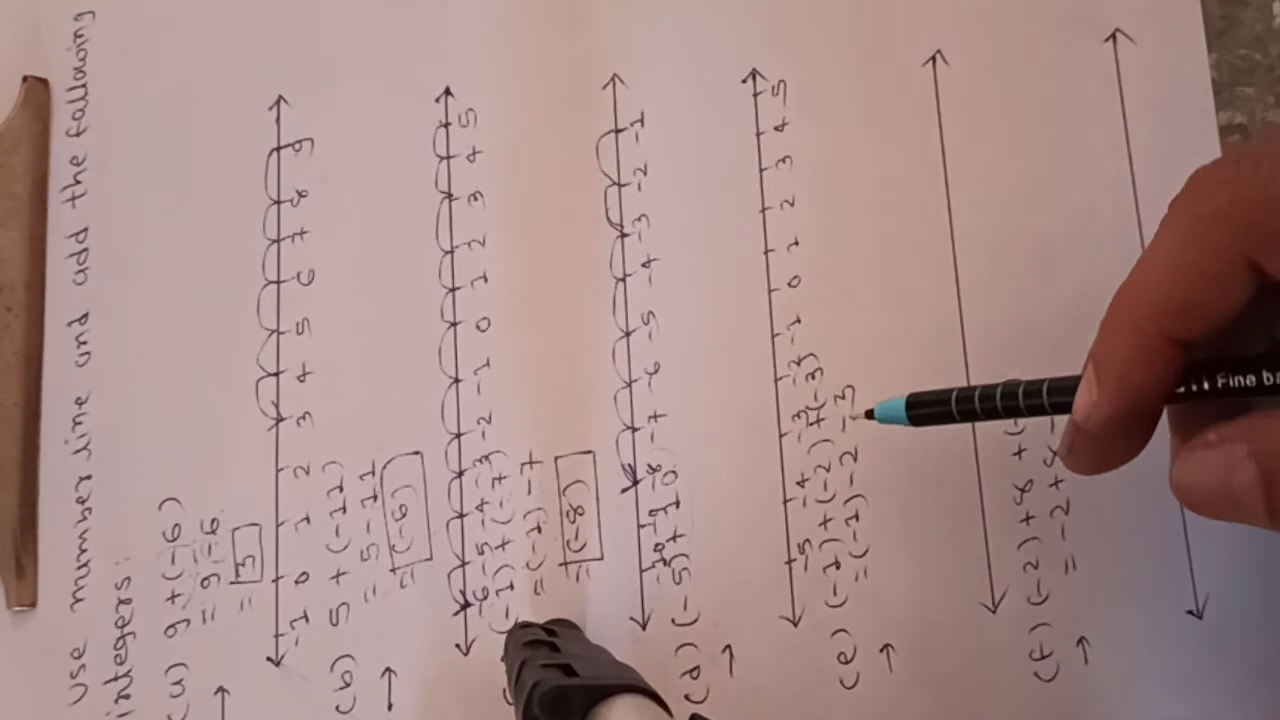 Use number line and add the following
integers:
(a) 9 + (-6)
= 9 - 6
= 3
-1 0 1 2 3 4 5 6 7 8 9
(b) 5 + (-11)
= 5 - 11
= (-6)
-6 -5 -4 -3 -2 -1 0 1 2 3 4 5
(-1) + (-7)
= (-1) - 7
= (-8)
-10 -9 -8 -7 -6 -5 -4 -3 -2 -1
(d) (-5) + 10
-5 -4 -3 -2 -1 0 1 2 3 4 5
(e) (-1) + (-2) + (-3)
= (-1) - 2 - 3
(f) (-2) + 8 + (-
= -2 + 8 -
Fine